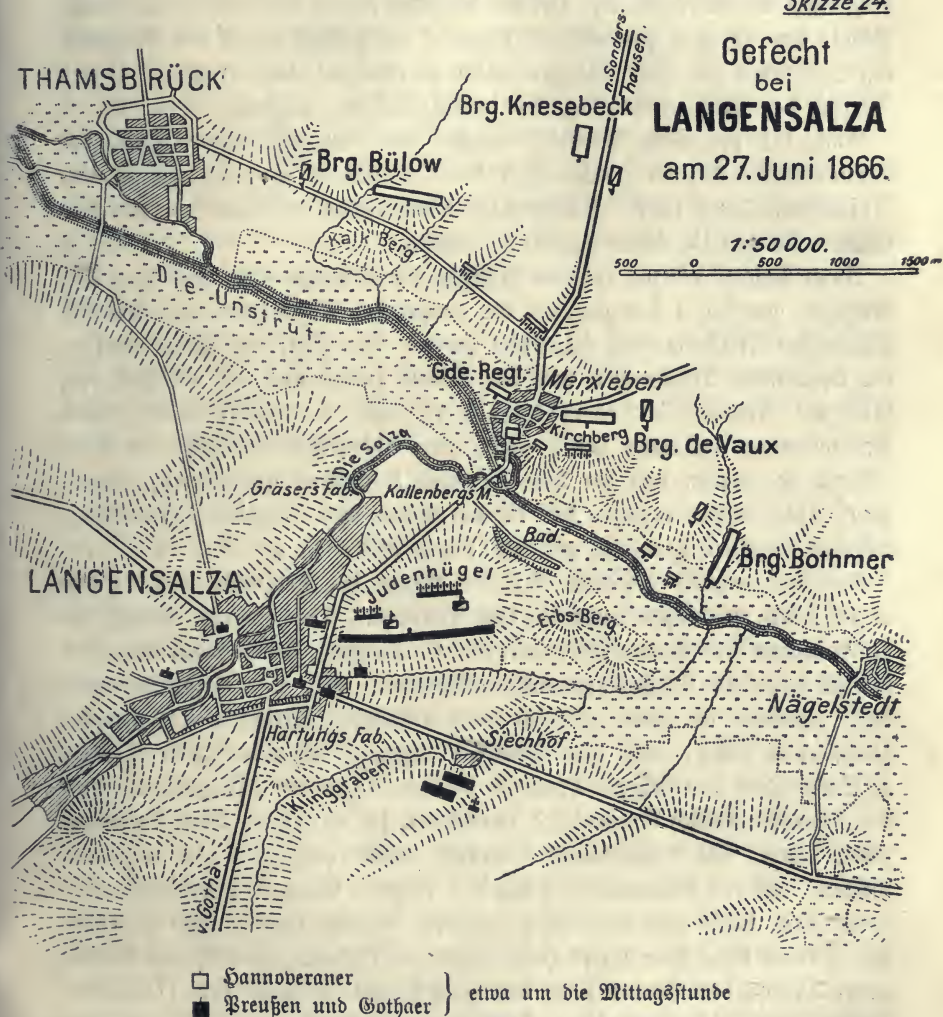 Skizze 24.
Gefecht
bei
LANGENSALZA
am 27. Juni 1866.
1:50 000.
500 0 500 1000 1500 m
n. Sonders-
hausen.
THAMSBRÜCK
Brg. Knesebeck
Brg. Bülow
Kalk Berg
Die Unstrut
Gde-Regt.
Merxleben
Kirchberg
Brg. de Vaux
Die Salza
Gräsers Fab.
Kallenbergs M.
Bad.
Brg. Bothmer
LANGENSALZA
Judenhügel
Erbs-Berg
Nägelstedt
Hartungs Fab.
Siechhof
Klinggraben
v. Gotha
Hannoveraner
Preußen und Gothaer
etwa um die Mittagsstunde